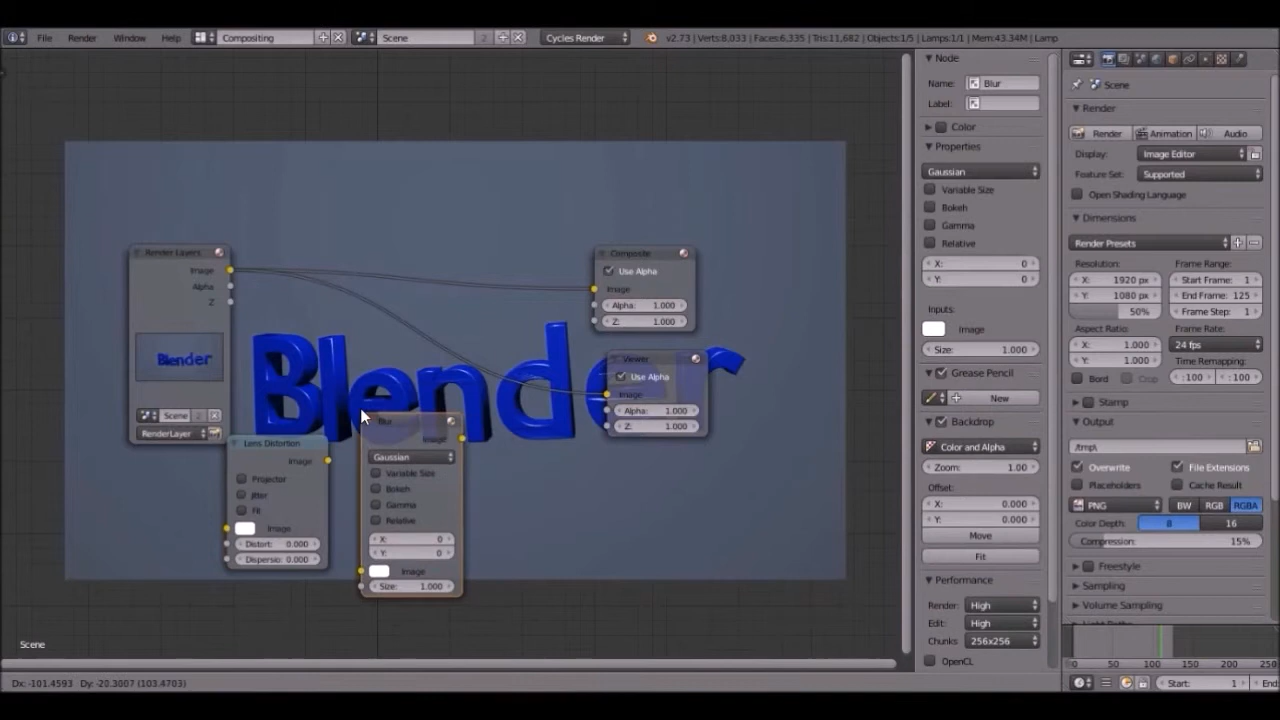 File Render Window Help Compositing Scene 2 Cycles Render v2.73 | Verts:8,033 | Faces:6,335 | Tris:11,682 | Objects:1/5 | Lamps:1/1 | Mem:43.34M | Lamp
Render Layers
Image
Alpha
Z
Blender
Scene 2
RenderLayer
Blender
Lens Distortion
Image
Projector
Jitter
Fit
Image
Distort: 0.000
Dispersio: 0.000
Blur
Image
Gaussian
Variable Size
Bokeh
Gamma
Relative
X: 0
Y: 0
Image
Size: 1.000
Composite
Use Alpha
Image
Alpha: 1.000
Z: 1.000
Viewer
Use Alpha
Image
Alpha: 1.000
Z: 1.000
Scene
Dx: -101.4593 Dy: -20.3007 (103.4703)
Node
Name: Blur
Label:
Color
Properties
Gaussian
Variable Size
Bokeh
Gamma
Relative
X: 0
Y: 0
Inputs:
Image
Size: 1.000
Grease Pencil
New
Backdrop
Color and Alpha
Zoom: 1.00
Offset:
X: 0.000
Y: 0.000
Move
Fit
Performance
Render: High
Edit: High
Chunks 256x256
OpenCL
Scene
Render
Render Animation Audio
Display: Image Editor
Feature Set: Supported
Open Shading Language
Dimensions
Render Presets
Resolution: Frame Range:
X: 1920 px Start Frame: 1
Y: 1080 px End Frame: 125
50% Frame Step: 1
Aspect Ratio: Frame Rate:
X: 1.000 24 fps
Y: 1.000 Time Remapping:
Bord Crop :100 :100
Stamp
Output
/tmp\
Overwrite File Extensions
Placeholders Cache Result
PNG BW RGB RGBA
Color Depth: 8 16
Compression: 15%
Freestyle
Sampling
Volume Sampling
0 50 100 150 200 250
Start: 1 End: